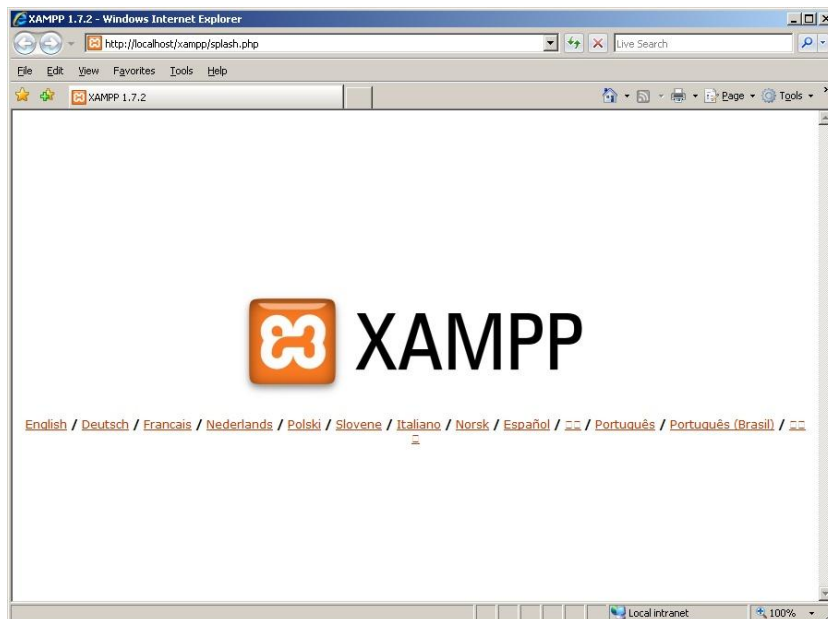 XAMPP 1.7.2 - Windows Internet Explorer
http://localhost/xampp/splash.php
Live Search
File Edit View Favorites Tools Help
XAMPP 1.7.2
Page
Tools
XAMPP
English / Deutsch / Francais / Nederlands / Polski / Slovene / Italiano / Norsk / Español / □□ / Português / Português (Brasil) / □□
□
Local intranet
100%